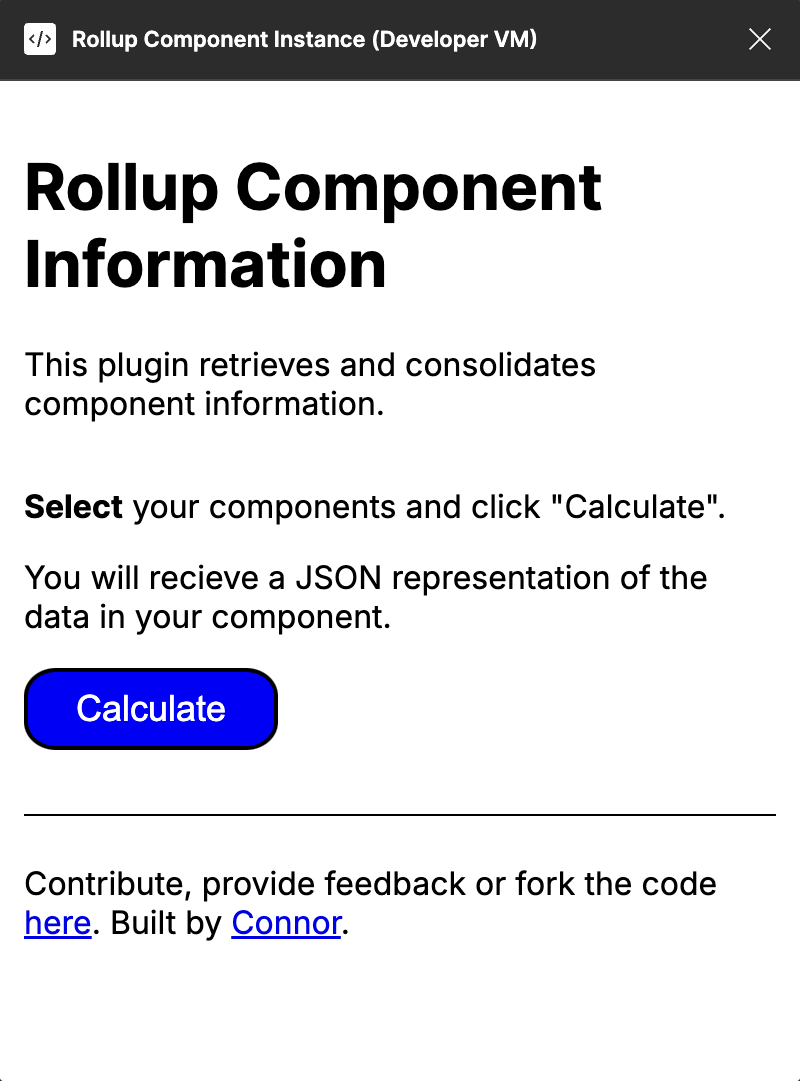 </> Rollup Component Instance (Developer VM)
Rollup Component
Information
This plugin retrieves and consolidates
component information.
Select your components and click "Calculate".
You will recieve a JSON representation of the
data in your component.
Calculate
Contribute, provide feedback or fork the code
here. Built by Connor.